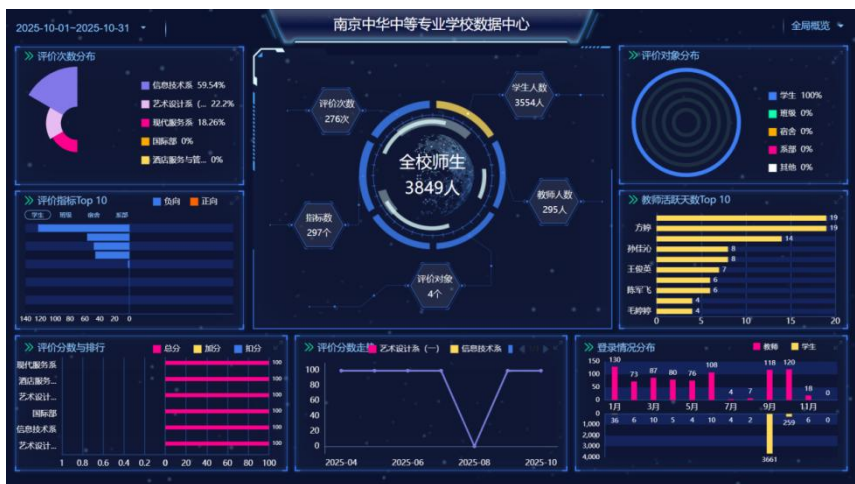 2025-10-01~2025-10-31
南京中华中等专业学校数据中心
全局概览
评价次数分布
信息技术系 59.54%
艺术设计系 (... 22.2%
现代服务系 18.26%
国际部 0%
酒店服务与管... 0%
评价次数
276次
学生人数
3554人
全校师生
3849人
指标数
297个
教师人数
295人
评价对象
4个
评价对象分布
学生 100%
班级 0%
宿舍 0%
系部 0%
其他 0%
评价指标Top 10
负向
正向
学生 班级 宿舍 系部
140 120 100 80 60 40 20 0
教师活跃天数Top 10
19
方婷 19
14
孙佳沁 8
8
王俊英 7
6
陈军飞 6
4
毛婷婷 4
0 5 10 15 20
评价分数与排行
总分 加分 扣分
现代服务系 100
酒店服务... 100
艺术设计... 100
国际部 100
信息技术系 100
艺术设计... 100
1 0.8 0.6 0.4 0.2 0 20 40 60 80 100
评价分数走势
艺术设计系 (一) 信息技术系
100
80
60
40
20
0
2025-04 2025-06 2025-08 2025-10
登录情况分布
教师 学生
150
100
50
0
130 73 87 80 76 108 4 7 118 120 18 0
1月 3月 5月 7月 9月 11月
0
1,000
2,000
3,000
4,000
36 6 10 5 4 10 4 2 3661 259 6 0